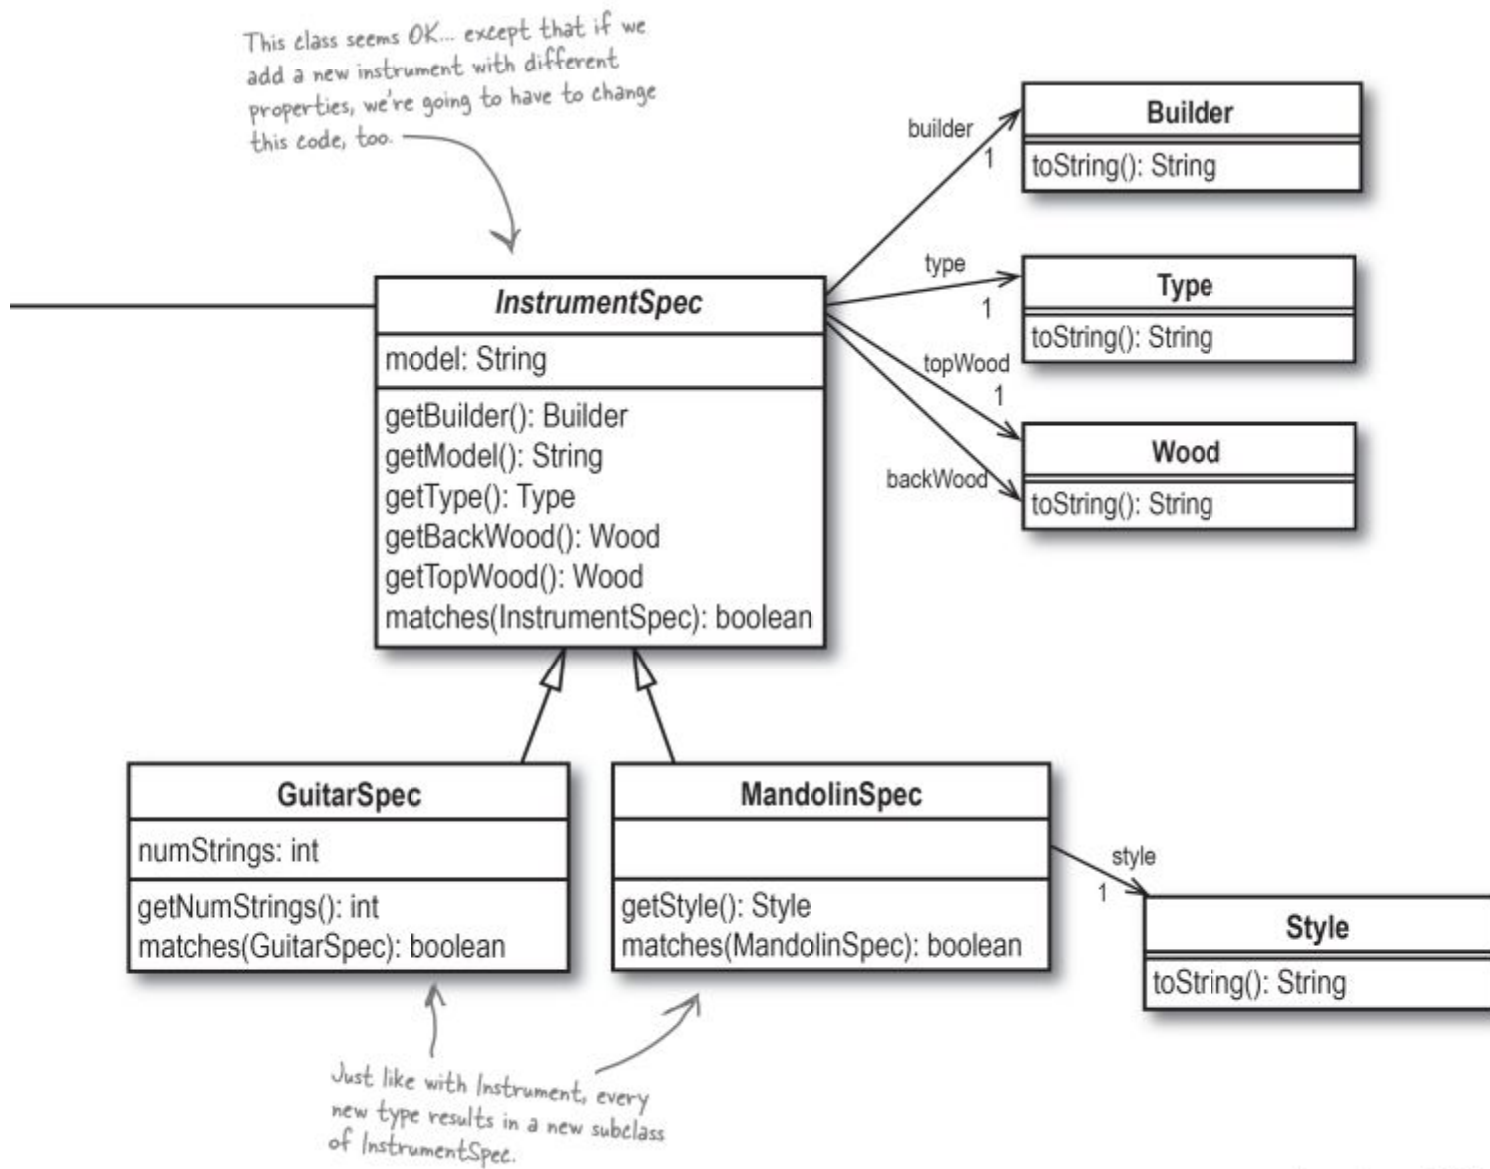 This class seems OK... except that if we
add a new instrument with different
properties, we're going to have to change
this code, too.
builder
1
Builder
toString(): String
type
1
Type
toString(): String
topWood
1
backWood
Wood
toString(): String
InstrumentSpec
model: String
getBuilder(): Builder
getModel(): String
getType(): Type
getBackWood(): Wood
getTopWood(): Wood
matches(InstrumentSpec): boolean
GuitarSpec
numStrings: int
getNumStrings(): int
matches(GuitarSpec): boolean
MandolinSpec
getStyle(): Style
matches(MandolinSpec): boolean
style
1
Style
toString(): String
Just like with Instrument, every
new type results in a new subclass
of InstrumentSpec.